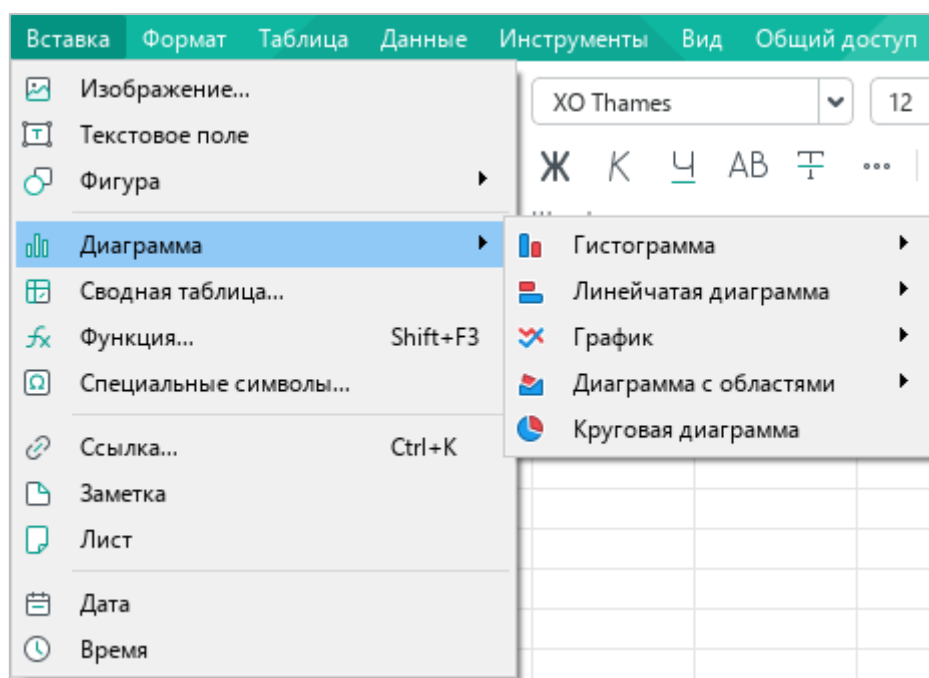 Вставка Формат Таблица Данные Инструменты Вид Общий доступ
Изображение...
Текстовое поле
Фигура
Диаграмма
Сводная таблица...
Функция... Shift+F3
Специальные символы...
Ссылка... Ctrl+K
Заметка
Лист
Дата
Время
XO Thames 12
Ж К Ч АВ Т ...
Гистограмма
Линейчатая диаграмма
График
Диаграмма с областями
Круговая диаграмма